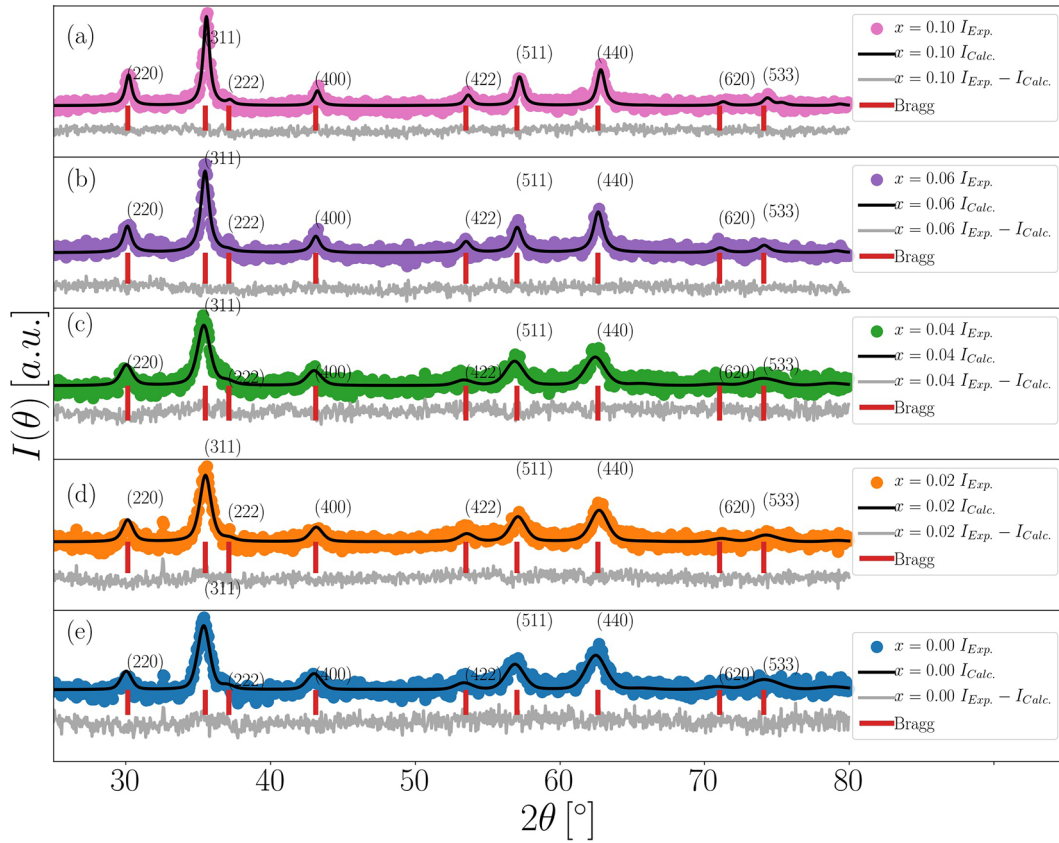 (a)
(220)
(311)
(222)
(400)
(422)
(511)
(440)
(620)
(533)
x = 0.10 I_Exp.
x = 0.10 I_Calc.
x = 0.10 I_Exp. − I_Calc.
Bragg
(b)
(220)
(311)
(222)
(400)
(422)
(511)
(440)
(620)
(533)
x = 0.06 I_Exp.
x = 0.06 I_Calc.
x = 0.06 I_Exp. − I_Calc.
Bragg
(c)
(220)
(311)
(222)
(400)
(422)
(511)
(440)
(620)
(533)
x = 0.04 I_Exp.
x = 0.04 I_Calc.
x = 0.04 I_Exp. − I_Calc.
Bragg
(d)
(220)
(311)
(222)
(400)
(422)
(511)
(440)
(620)
(533)
x = 0.02 I_Exp.
x = 0.02 I_Calc.
x = 0.02 I_Exp. − I_Calc.
Bragg
(e)
(220)
(311)
(222)
(400)
(422)
(511)
(440)
(620)
(533)
x = 0.00 I_Exp.
x = 0.00 I_Calc.
x = 0.00 I_Exp. − I_Calc.
Bragg
I(θ) [a.u.]
30 40 50 60 70 80
2θ [°]